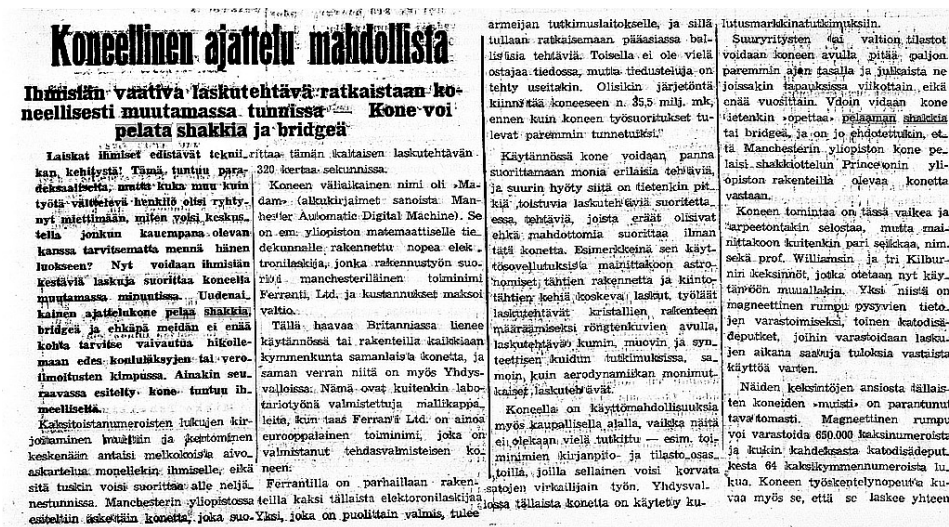 Koneellinen ajattelu mahdollista
Ihmisiän vaativa laskutehtävä ratkaistaan ko-
neellisesti muutamassa tunnissa — Kone voi
pelata shakkia ja bridgeä
Laiskat ihmiset edistävät tekni-
kan kehitystä! Tämä tuntuu para-
doksaaliselta, mutta kuka muu kuin
työtä välttelevä henkilö olisi ryhty-
nyt miettimään, miten voisi keskus-
tella jonkun kauempana olevan
kanssa tarvitsematta mennä hänen
luokseen? Nyt voidaan ihmisiän
kestäviä laskuja suorittaa koneella
muutamassa minuutissa. Uudenai-
kainen ajattelukone pelaa shakkia,
bridgeä ja ehkäpä meidän ei enää
kohta tarvitse vaivautua hikoile-
maan edes koululäksyjen tai vero-
ilmoitusten kimpussa. Ainakin seu-
raavassa esitelty kone tuntuu ih-
meelliseltä.
Kaksitoistanumeroisten lukujen kir-
joittaminen muistiin ja kertominen
keskenään antaisi melkoisesti aivo-
askartelua monellekin ihmiselle, eikä
sitä tuskin voisi suorittaa alle neljä-
nestunnissa. Manchesterin yliopistossa
esiteltiin äskettäin konetta, joka suo-
rittaa tämän kaltaisen laskutehtävän
320 kertaa sekunnissa.
Koneen väliaikainen nimi oli »Ma-
dam» (alkukirjaimet sanoista Man-
chester Automatic Digital Machine). Se
on em. yliopiston matemaattiselle tie-
dekunnalle rakennettu nopea elek-
tronilaskija, jonka rakennustyön suo-
ritti manchesteriläinen toiminimi
Ferranti, Ltd. ja kustannukset maksoi
valtio.
Tällä haavaa Britanniassa lienee
käytännössä tai rakenteilla kaikkiaan
kymmenkunta samanlaista konetta, ja
saman verran niitä on myös Yhdys-
valloissa. Nämä ovat kuitenkin labo-
ratoriotyönä valmistettuja mallikappa-
leita, kun taas Ferranti Ltd. on ainoa
eurooppalainen toiminimi, joka on
valmistanut tehdasvalmisteisen ko-
neen.
Ferrantilla on parhaillaan raken-
teilla kaksi tällaista elektronilaskijaa
Yksi, joka on puolittain valmis, tulee
armeijan tutkimuslaitokselle, ja sillä
tullaan ratkaisemaan pääasiassa bal-
listisia tehtäviä. Toisella ei ole vielä
ostajaa tiedossa, mutta tiedusteluja on
tehty useitakin. Olisikin järjetöntä
kiinnittää koneeseen n. 35,5 milj. mk,
ennen kuin koneen työsuoritukset tu-
levat paremmin tunnetuiksi."
Käytännössä kone voidaan panna
suorittamaan monia erilaisia tehtäviä,
ja suurin hyöty siitä on tietenkin pit-
kiä toistuvia laskutehtäviä suoritetta-
essa, tehtäviä, joista eräät olisivat
ehkä mahdottomia suorittaa ilman
tätä konetta. Esimerkkeinä sen käyt-
tösovellutuksista mainittakoon astro-
nomiset tähtien rakennetta ja kiinto-
tähtien kehiä koskevat laskut, työläät
laskutehtävät kristallien rakenteen
määräämiseksi röngtenkuvien avulla,
laskutehtävät kumin, muovin ja syn-
teettisen kuidun tutkimuksissa, sa-
moin kuin aerodynamiikan monimut-
kaiset laskutehtävät.
Koneella on käyttömahdollisuuksia
myös kaupallisella ajalla, vaikka näitä
ei olekaan vielä tutkittu — esim. toi-
minimien kirjanpito- ja tilasto-osas-
toilla, joilla sellainen voisi korvata
satojen virkailijain työn. Yhdysval-
loissa tällaista konetta on käytetty ku-
lutusmarkkinatutkimuksiin.
Suuryritysten tai valtion tilastot
voidaan koneen avulla pitää paljon
paremmin ajan tasalla ja julkaista ne
joissakin tapauksissa viikottain, eikä
enää vuosittain. Vdoin vidaan kone
tietenkin »opettaa» pelaaman shakkia
tai bridgeä, ja on jo ehdotettukin, et-
tä Manchesterin yliopiston kone pe-
laisi shakkiottelun Princetonin yli-
opiston rakenteilla olevaa konetta
vastaan.
Koneen tomintaa on tässä vaikea ja
tarpeetontakin selostaa, mutta mai-
nittakoon kuitenkin pari seikkaa, nim.
sekä prof. Williamsin ja tri Kilbur-
nin keksinnöt, jotka otetaan nyt käy-
täntöön muuallakin. Yksi niistä on
magneettinen rumpu pysyvien tieto-
jen varastoimiseksi, toinen katodisä-
deputket, joihin varastoidaan lasku-
jen aikana saatuja tuloksia vastaista
käyttöä varten.
Näiden keksintöjen ansiosta tällais-
ten koneiden »muisti» on parantunut
tavattomasti. Magneettinen rumpu
voi varastoida 650.000 kaksinumeroista
ja kukin kahdeksasta katodisädeput-
kesta 64 kaksikymmennumeroista lu-
kua. Koneen työskentelynopeutta ku-
vaa myös se, että se laskee yhteen